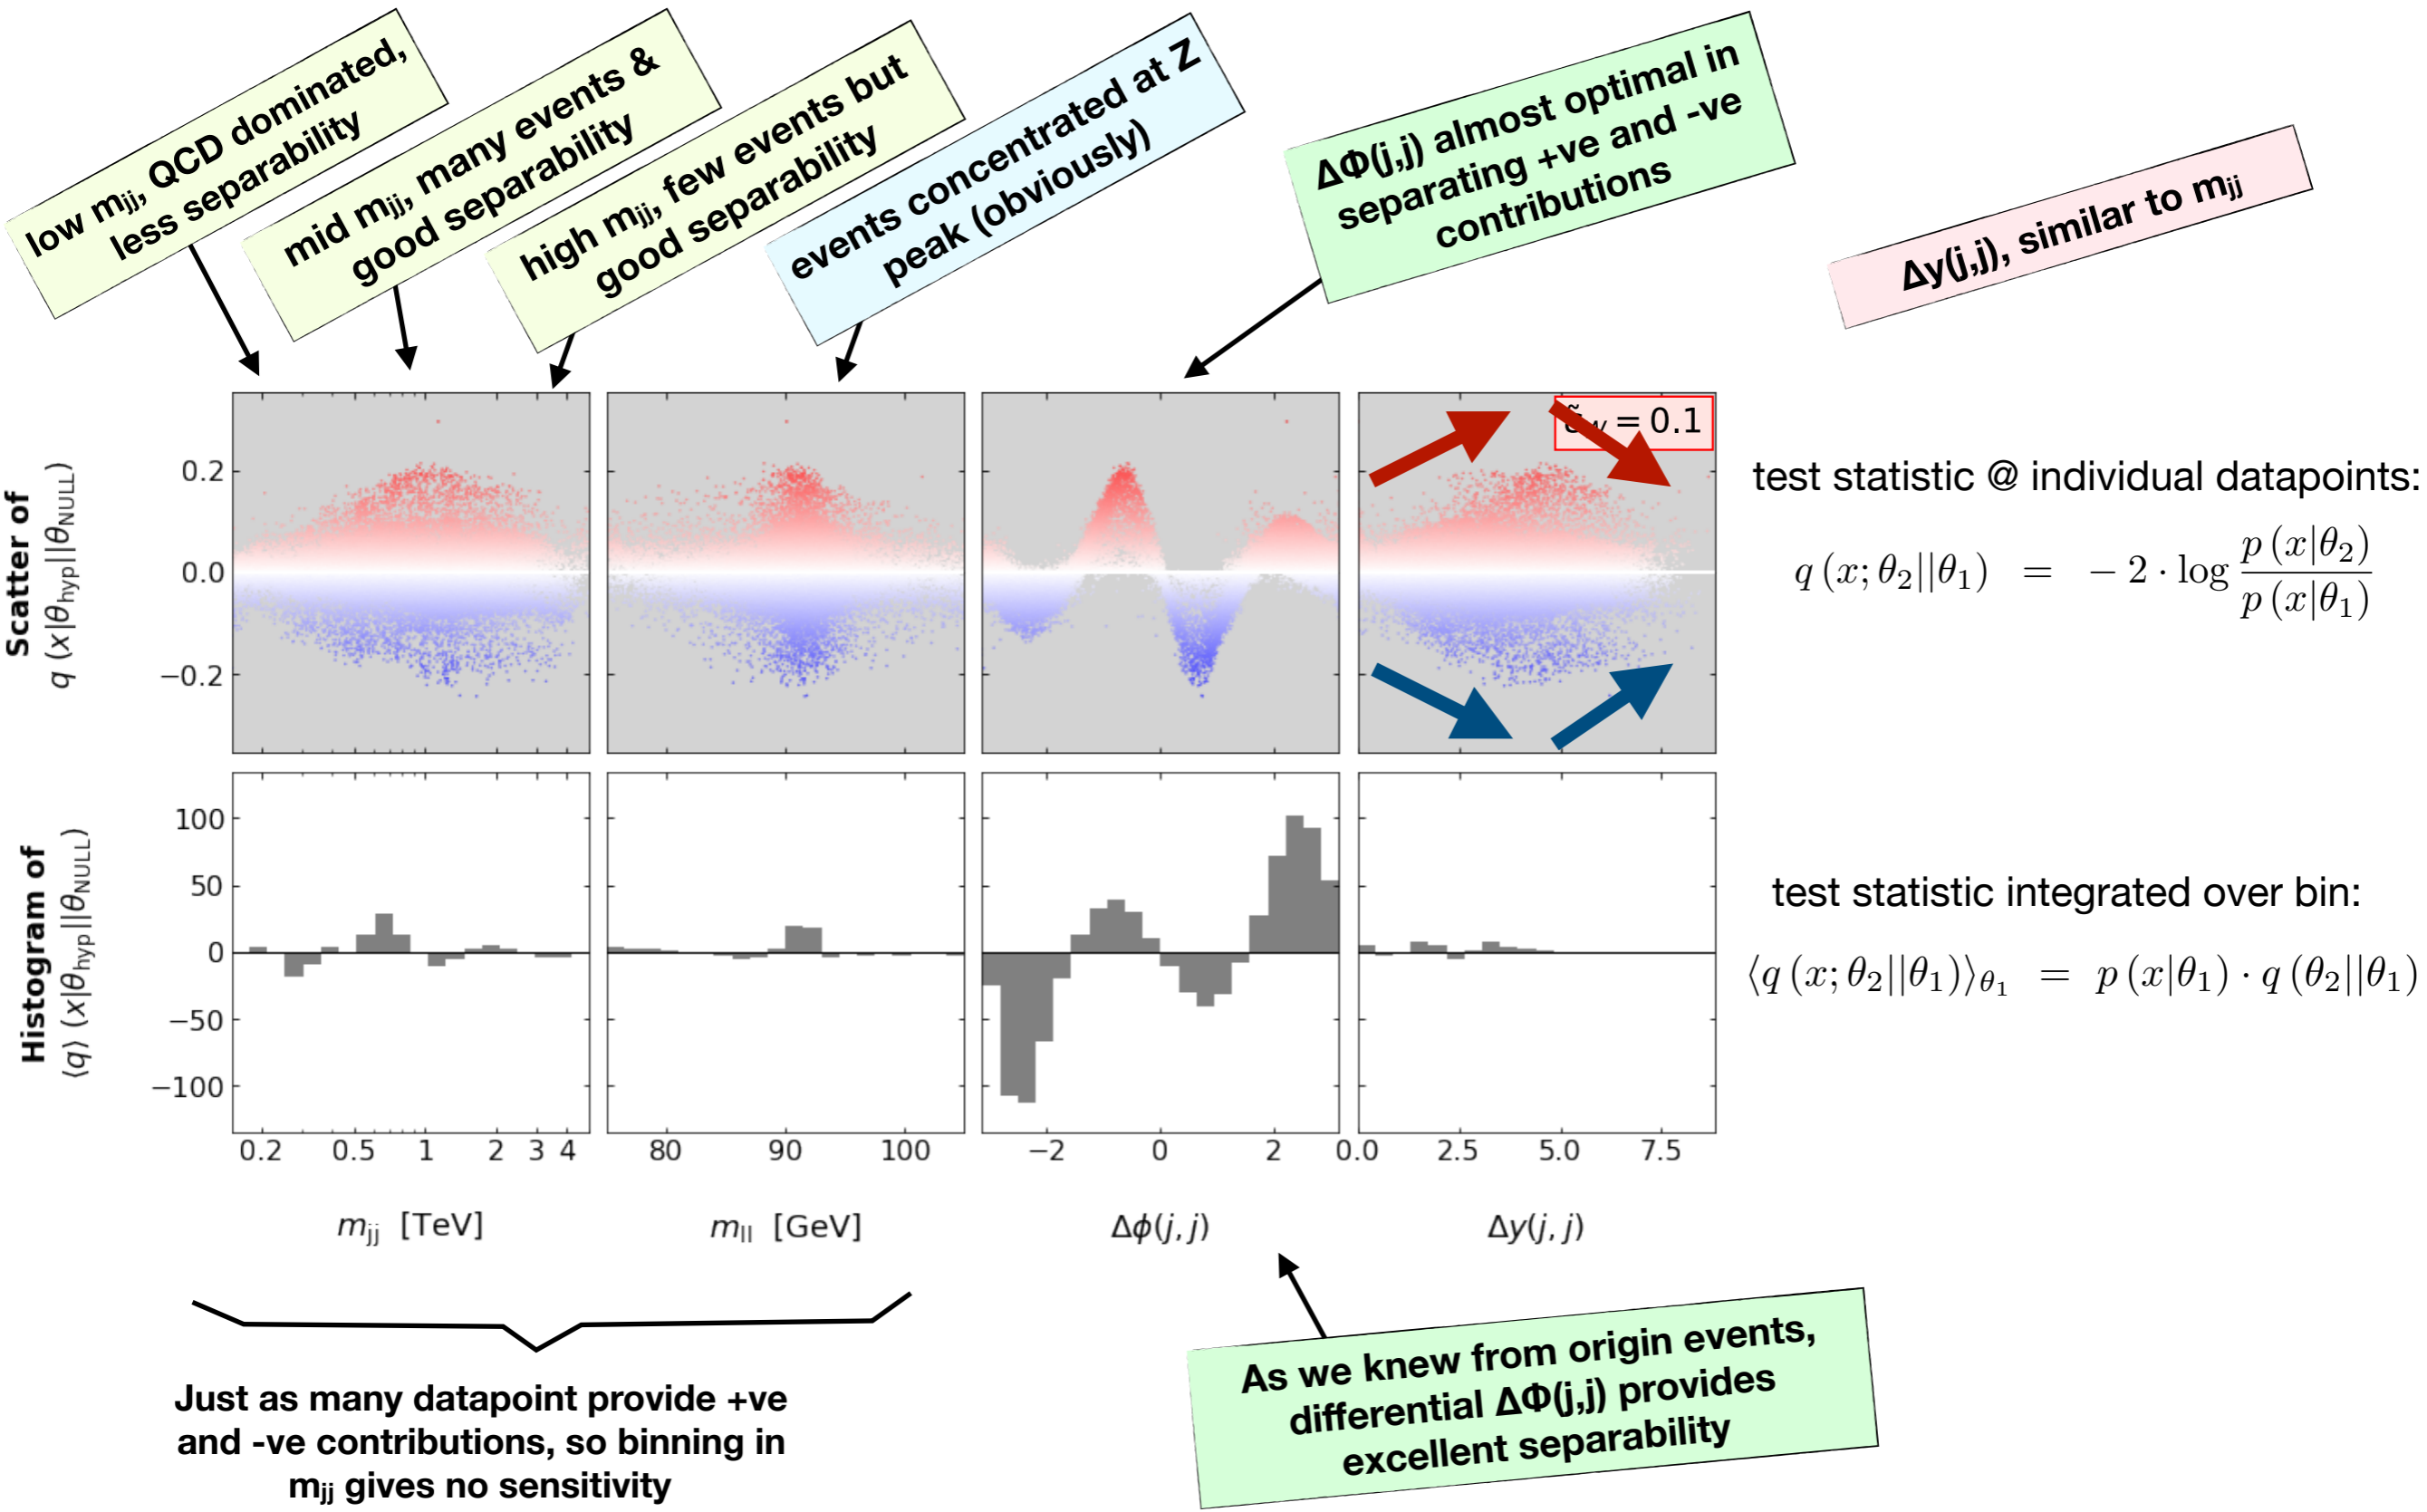 low mjj, QCD dominated,
less separability
mid mjj, many events &
good separability
high mjj, few events but
good separability
events concentrated at Z
peak (obviously)
ΔΦ(j,j) almost optimal in
separating +ve and -ve
contributions
Δy(j,j), similar to mjj
Scatter of
q (x|θhyp||θNULL)
0.2
0.0
−0.2
= 0.1
test statistic @ individual datapoints:
q (x; θ2||θ1) = − 2 · log p (x|θ2) / p (x|θ1)
Histogram of
⟨q⟩ (x|θhyp||θNULL)
100
50
0
−50
−100
test statistic integrated over bin:
⟨q (x; θ2||θ1)⟩θ1 = p (x|θ1) · q (θ2||θ1)
0.2 0.5 1 2 3 4 80 90 100 −2 0 2 0.0 2.5 5.0 7.5
mjj [TeV] mll [GeV] Δϕ(j, j) Δy(j, j)
Just as many datapoint provide +ve
and -ve contributions, so binning in
mjj gives no sensitivity
As we knew from origin events,
differential ΔΦ(j,j) provides
excellent separability